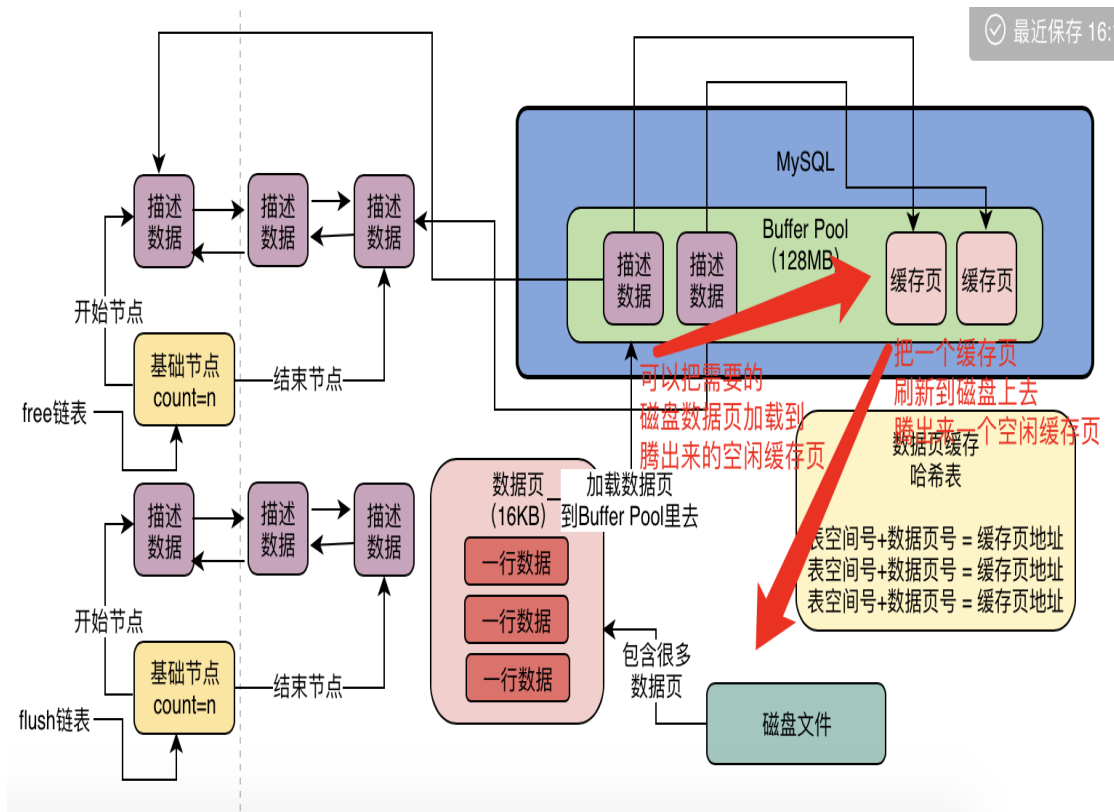 最近保存 16:
MySQL
Buffer Pool
(128MB)
描述
数据
描述
数据
缓存页
缓存页
描述
数据
描述
数据
描述
数据
开始节点
基础节点
count=n
结束节点
free链表
可以把需要的
磁盘数据页加载到
腾出来的空闲缓存页
把一个缓存页
刷新到磁盘上去
腾出来一个空闲缓存页
数据页缓存
哈希表
表空间号+数据页号 = 缓存页地址
表空间号+数据页号 = 缓存页地址
表空间号+数据页号 = 缓存页地址
数据页
(16KB)
加载数据页
到Buffer Pool里去
一行数据
一行数据
一行数据
包含很多
数据页
磁盘文件
描述
数据
描述
数据
描述
数据
开始节点
基础节点
count=n
结束节点
flush链表